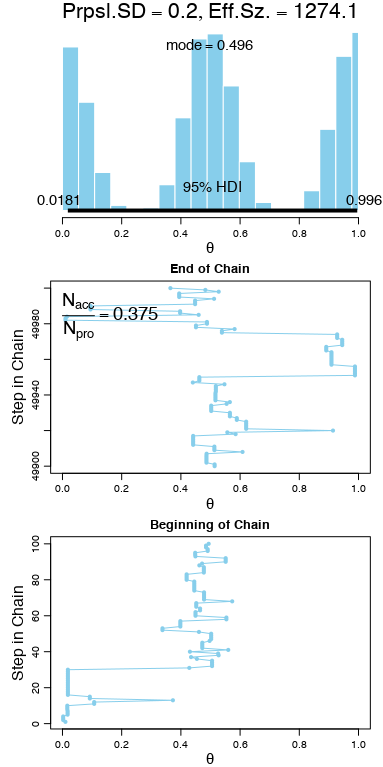 Prpsl.SD = 0.2, Eff.Sz. = 1274.1
mode = 0.496
95% HDI
0.0181 0.996
0.0 0.2 0.4 0.6 0.8 1.0
θ
End of Chain
Nacc
Npro
= 0.375
Step in Chain
49900 49940 49980
0.0 0.2 0.4 0.6 0.8 1.0
θ
Beginning of Chain
Step in Chain
0 20 40 60 80 100
0.0 0.2 0.4 0.6 0.8 1.0
θ